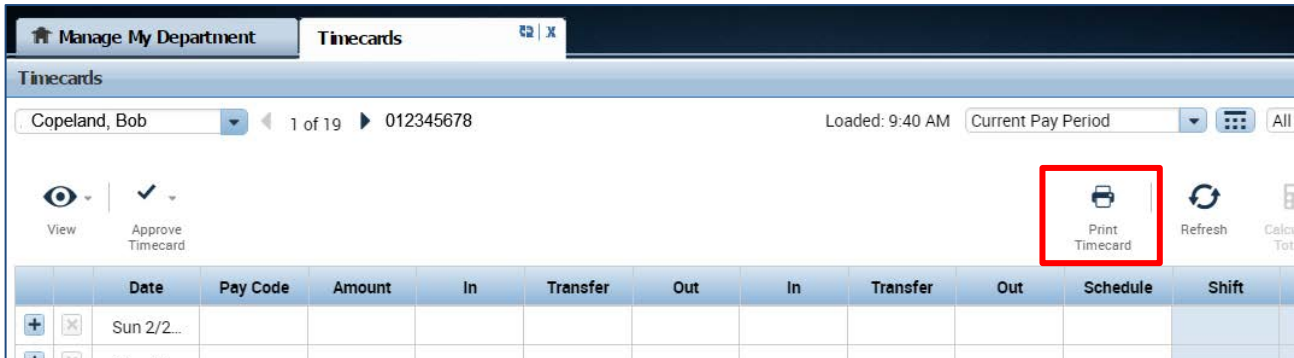 Manage My Department Timecards X
Timecards
Copeland, Bob 1 of 19 012345678 Loaded: 9:40 AM Current Pay Period All
View Approve Timecard Print Timecard Refresh
Date Pay Code Amount In Transfer Out In Transfer Out Schedule Shift
Sun 2/2...